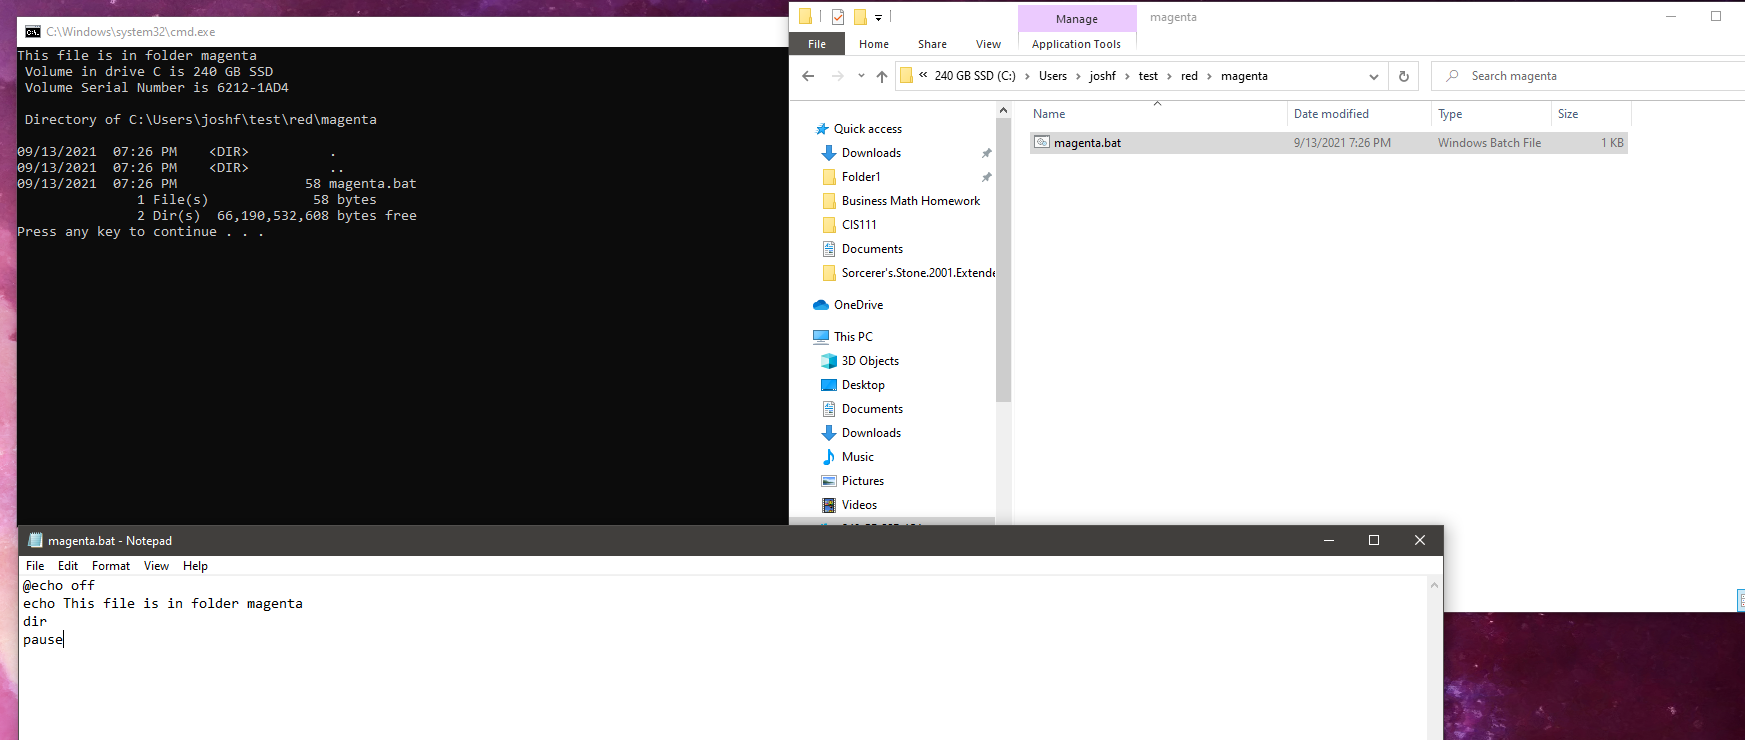 C:\Windows\system32\cmd.exe
This file is in folder magenta
Volume in drive C is 240 GB SSD
Volume Serial Number is 6212-1AD4
Directory of C:\Users\joshf\test\red\magenta
09/13/2021  07:26 PM    <DIR>          .
09/13/2021  07:26 PM    <DIR>          ..
09/13/2021  07:26 PM                58 magenta.bat
1 File(s)             58 bytes
2 Dir(s)  66,190,532,608 bytes free
Press any key to continue . . .
Manage
magenta
File Home Share View Application Tools
« 240 GB SSD (C:) › Users › joshf › test › red › magenta
Search magenta
Quick access
Downloads
Folder1
Business Math Homework
CIS111
Documents
Sorcerer's.Stone.2001.Extende
OneDrive
This PC
3D Objects
Desktop
Documents
Downloads
Music
Pictures
Videos
Name Date modified Type Size
magenta.bat 9/13/2021 7:26 PM Windows Batch File 1 KB
magenta.bat - Notepad
File Edit Format View Help
@echo off
echo This file is in folder magenta
dir
pause